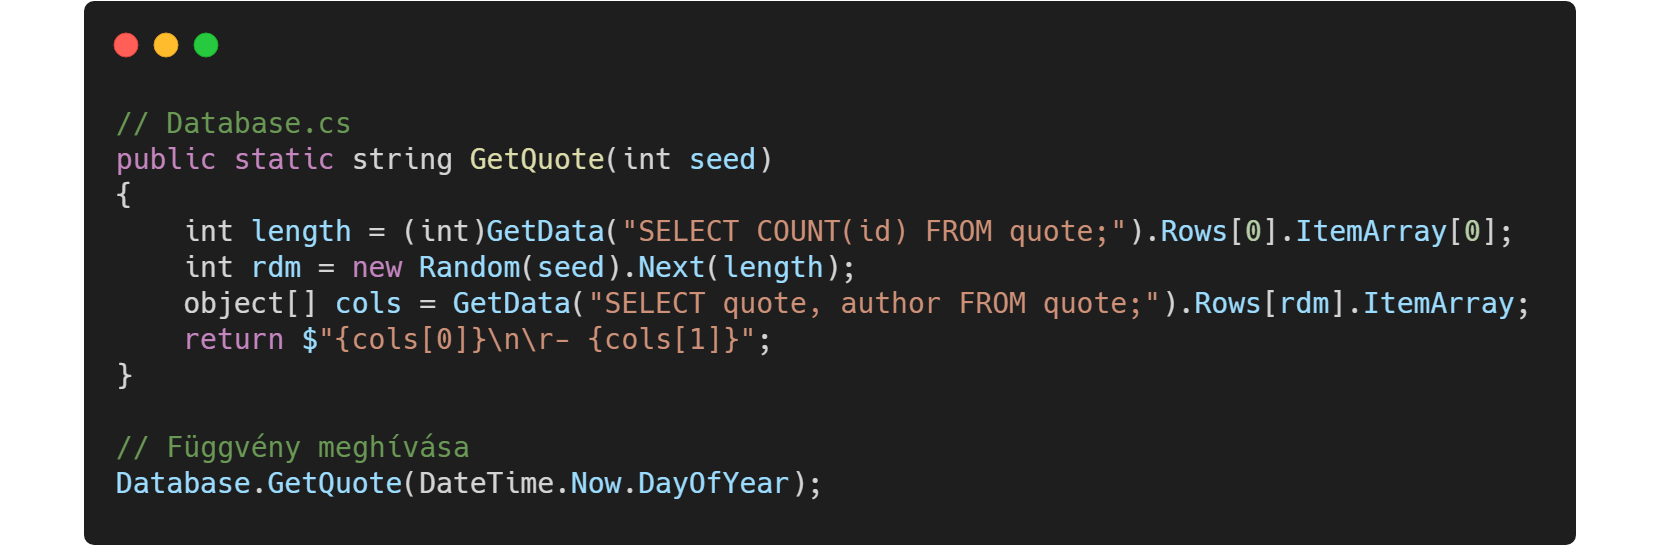 // Database.cs
public static string GetQuote(int seed)
{
    int length = (int)GetData("SELECT COUNT(id) FROM quote;").Rows[0].ItemArray[0];
    int rdm = new Random(seed).Next(length);
    object[] cols = GetData("SELECT quote, author FROM quote;").Rows[rdm].ItemArray;
    return $"{cols[0]}\n\r- {cols[1]}";
}
// Függvény meghívása
Database.GetQuote(DateTime.Now.DayOfYear);